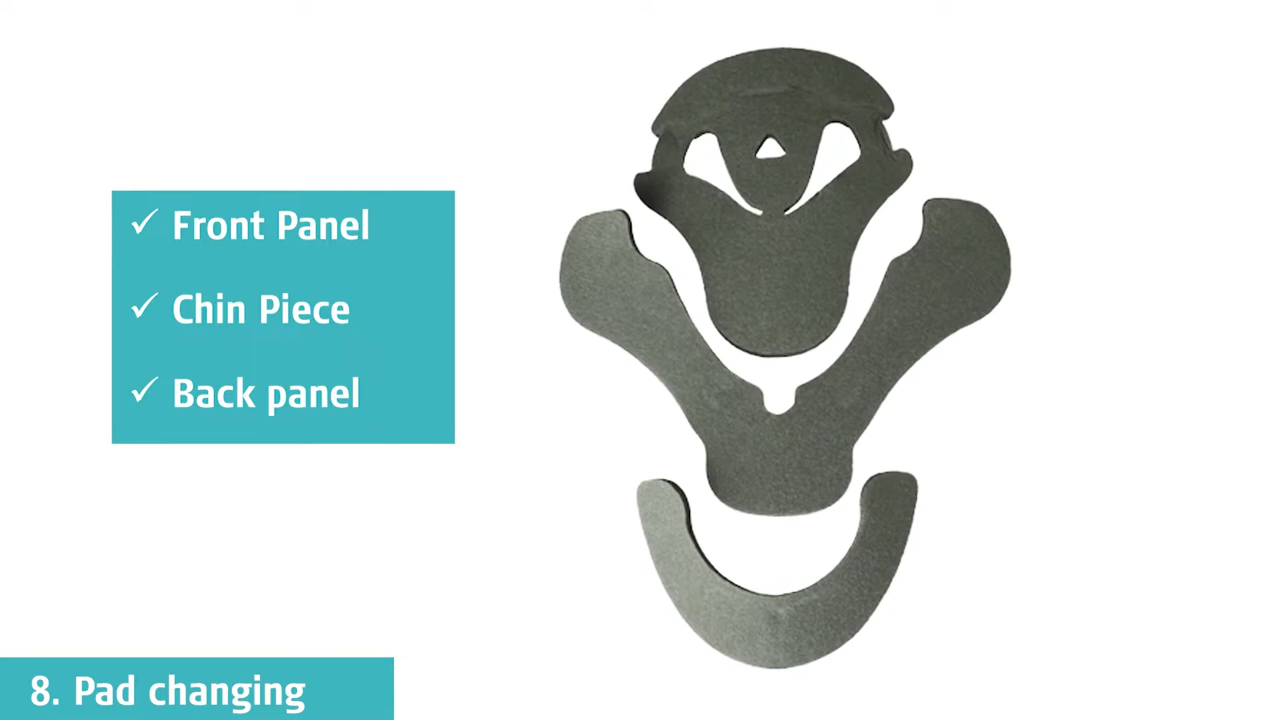 ✓ Front Panel
✓ Chin Piece
✓ Back panel
8. Pad changing